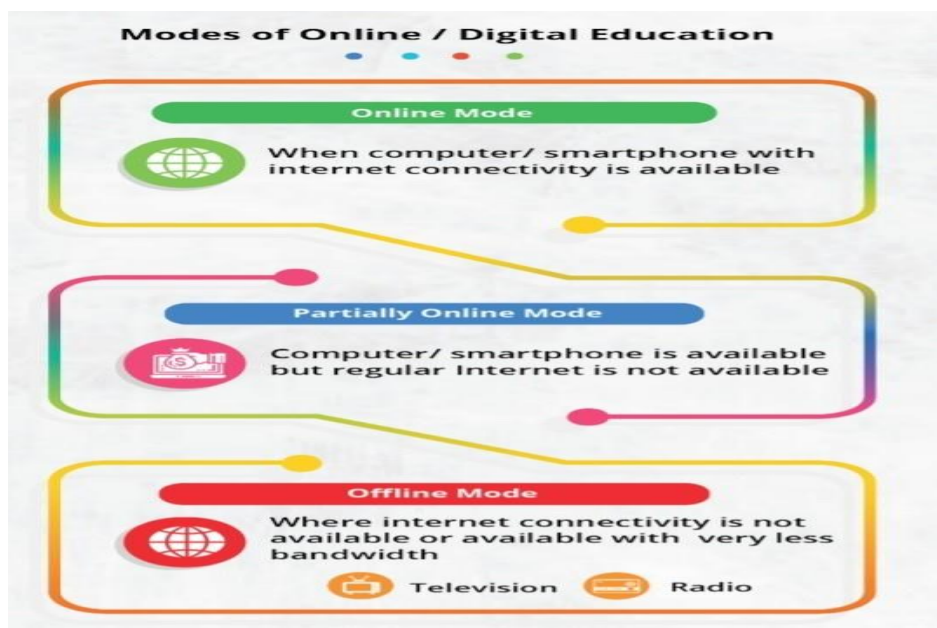 Modes of Online / Digital Education
Online Mode
When computer/ smartphone with
internet connectivity is available
Partially Online Mode
Computer/ smartphone is available
but regular Internet is not available
Offline Mode
Where internet connectivity is not
available or available with very less
bandwidth
Television Radio